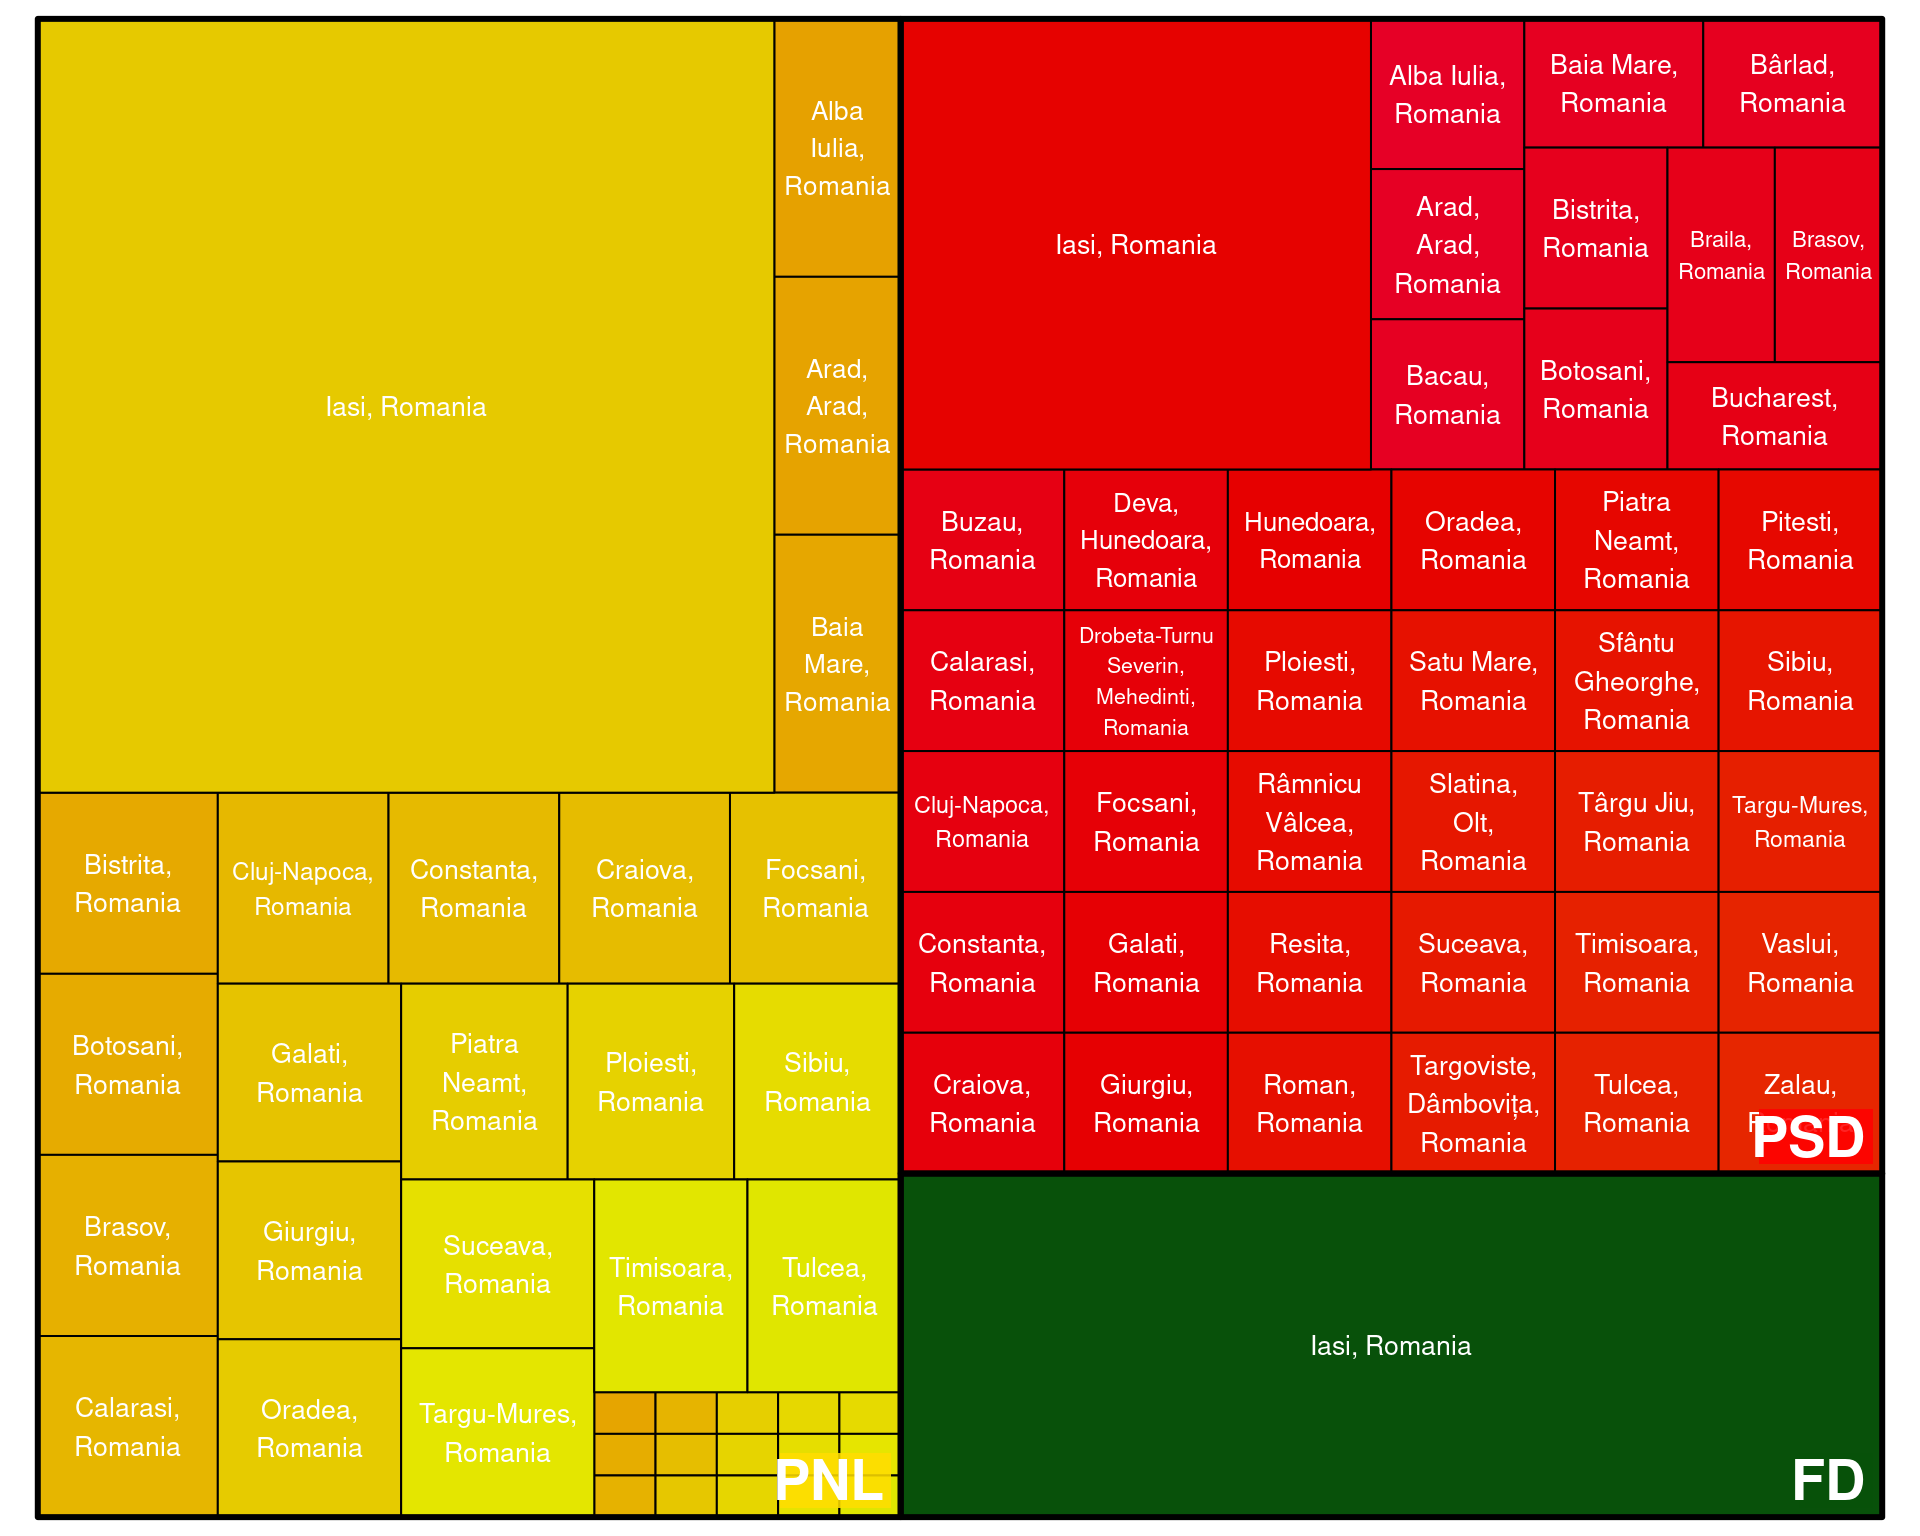 Iasi, Romania
Alba
Iulia,
Romania
Arad,
Arad,
Romania
Baia
Mare,
Romania
Bistrita,
Romania
Botosani,
Romania
Brasov,
Romania
Calarasi,
Romania
Cluj-Napoca,
Romania
Constanta,
Romania
Craiova,
Romania
Focsani,
Romania
Galati,
Romania
Giurgiu,
Romania
Oradea,
Romania
Piatra
Neamt,
Romania
Ploiesti,
Romania
Sibiu,
Romania
Suceava,
Romania
Targu-Mures,
Romania
Timisoara,
Romania
Tulcea,
Romania
PNL
Iasi, Romania
Alba Iulia,
Romania
Arad,
Arad,
Romania
Bacau,
Romania
Baia Mare,
Romania
Bârlad,
Romania
Bistrita,
Romania
Botosani,
Romania
Braila,
Romania
Brasov,
Romania
Bucharest,
Romania
Buzau,
Romania
Calarasi,
Romania
Cluj-Napoca,
Romania
Constanta,
Romania
Craiova,
Romania
Deva,
Hunedoara,
Romania
Drobeta-Turnu
Severin,
Mehedinti,
Romania
Focsani,
Romania
Galati,
Romania
Giurgiu,
Romania
Hunedoara,
Romania
Ploiesti,
Romania
Râmnicu
Vâlcea,
Romania
Resita,
Romania
Roman,
Romania
Oradea,
Romania
Satu Mare,
Romania
Slatina,
Olt,
Romania
Suceava,
Romania
Targoviste,
Dâmbovița,
Romania
Piatra
Neamt,
Romania
Sfântu
Gheorghe,
Romania
Târgu Jiu,
Romania
Timisoara,
Romania
Tulcea,
Romania
Pitesti,
Romania
Sibiu,
Romania
Targu-Mures,
Romania
Vaslui,
Romania
Zalau,
PSD
Iasi, Romania
FD